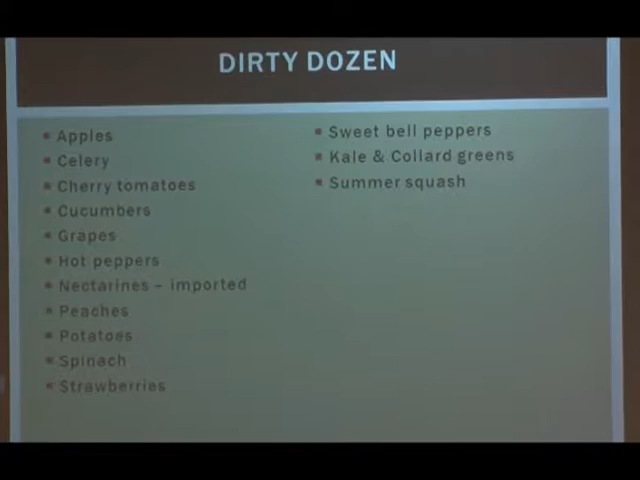 DIRTY DOZEN
Apples
Celery
Cherry tomatoes
Cucumbers
Grapes
Hot peppers
Nectarines – imported
Peaches
Potatoes
Spinach
Strawberries
Sweet bell peppers
Kale & Collard greens
Summer squash